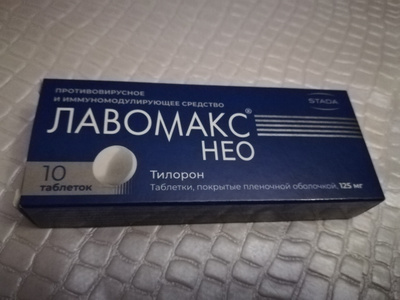 ПРОТИВОВИРУСНОЕ
И ИММУНОМОДУЛИРУЮЩЕЕ СРЕДСТВО
STADA
ЛАВОМАКС®
НЕО
10
таблеток
Тилорон
Таблетки, покрытые пленочной оболочкой, 125 мг